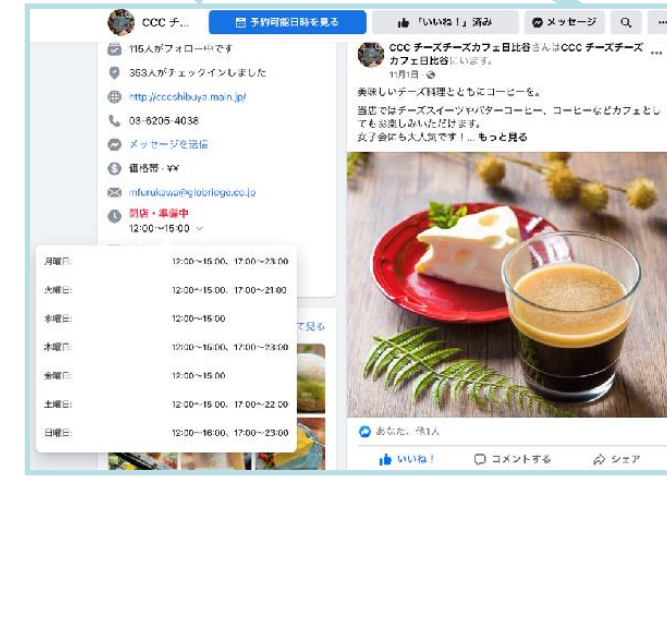 CCC チ...
予約可能日時を見る
「いいね！」済み
メッセージ
115人がフォロー中です
353人がチェックインしました
http://cccshibuya.main.jp/
03-6205-4038
メッセージを送信
価格帯 · ¥¥
mfurukawa@globridge.co.jp
閉店・準備中
12:00～15:00
月曜日: 12:00～15:00、17:00～23:00
火曜日: 12:00～15:00、17:00～21:00
水曜日: 12:00～15:00
木曜日: 12:00～15:00、17:00～23:00
金曜日: 12:00～15:00
土曜日: 12:00～15:00、17:00～22:00
日曜日: 12:00～16:00、17:00～23:00
て見る
CCC チーズチーズカフェ日比谷さんはCCC チーズチーズ
カフェ日比谷にいます。
11月1日 ·
美味しいチーズ料理とともにコーヒーを。
当店ではチーズスイーツやバターコーヒー、コーヒーなどカフェとし
てもお楽しみいただけます。
女子会にも大人気です！... もっと見る
あなた、他1人
いいね！
コメントする
シェア